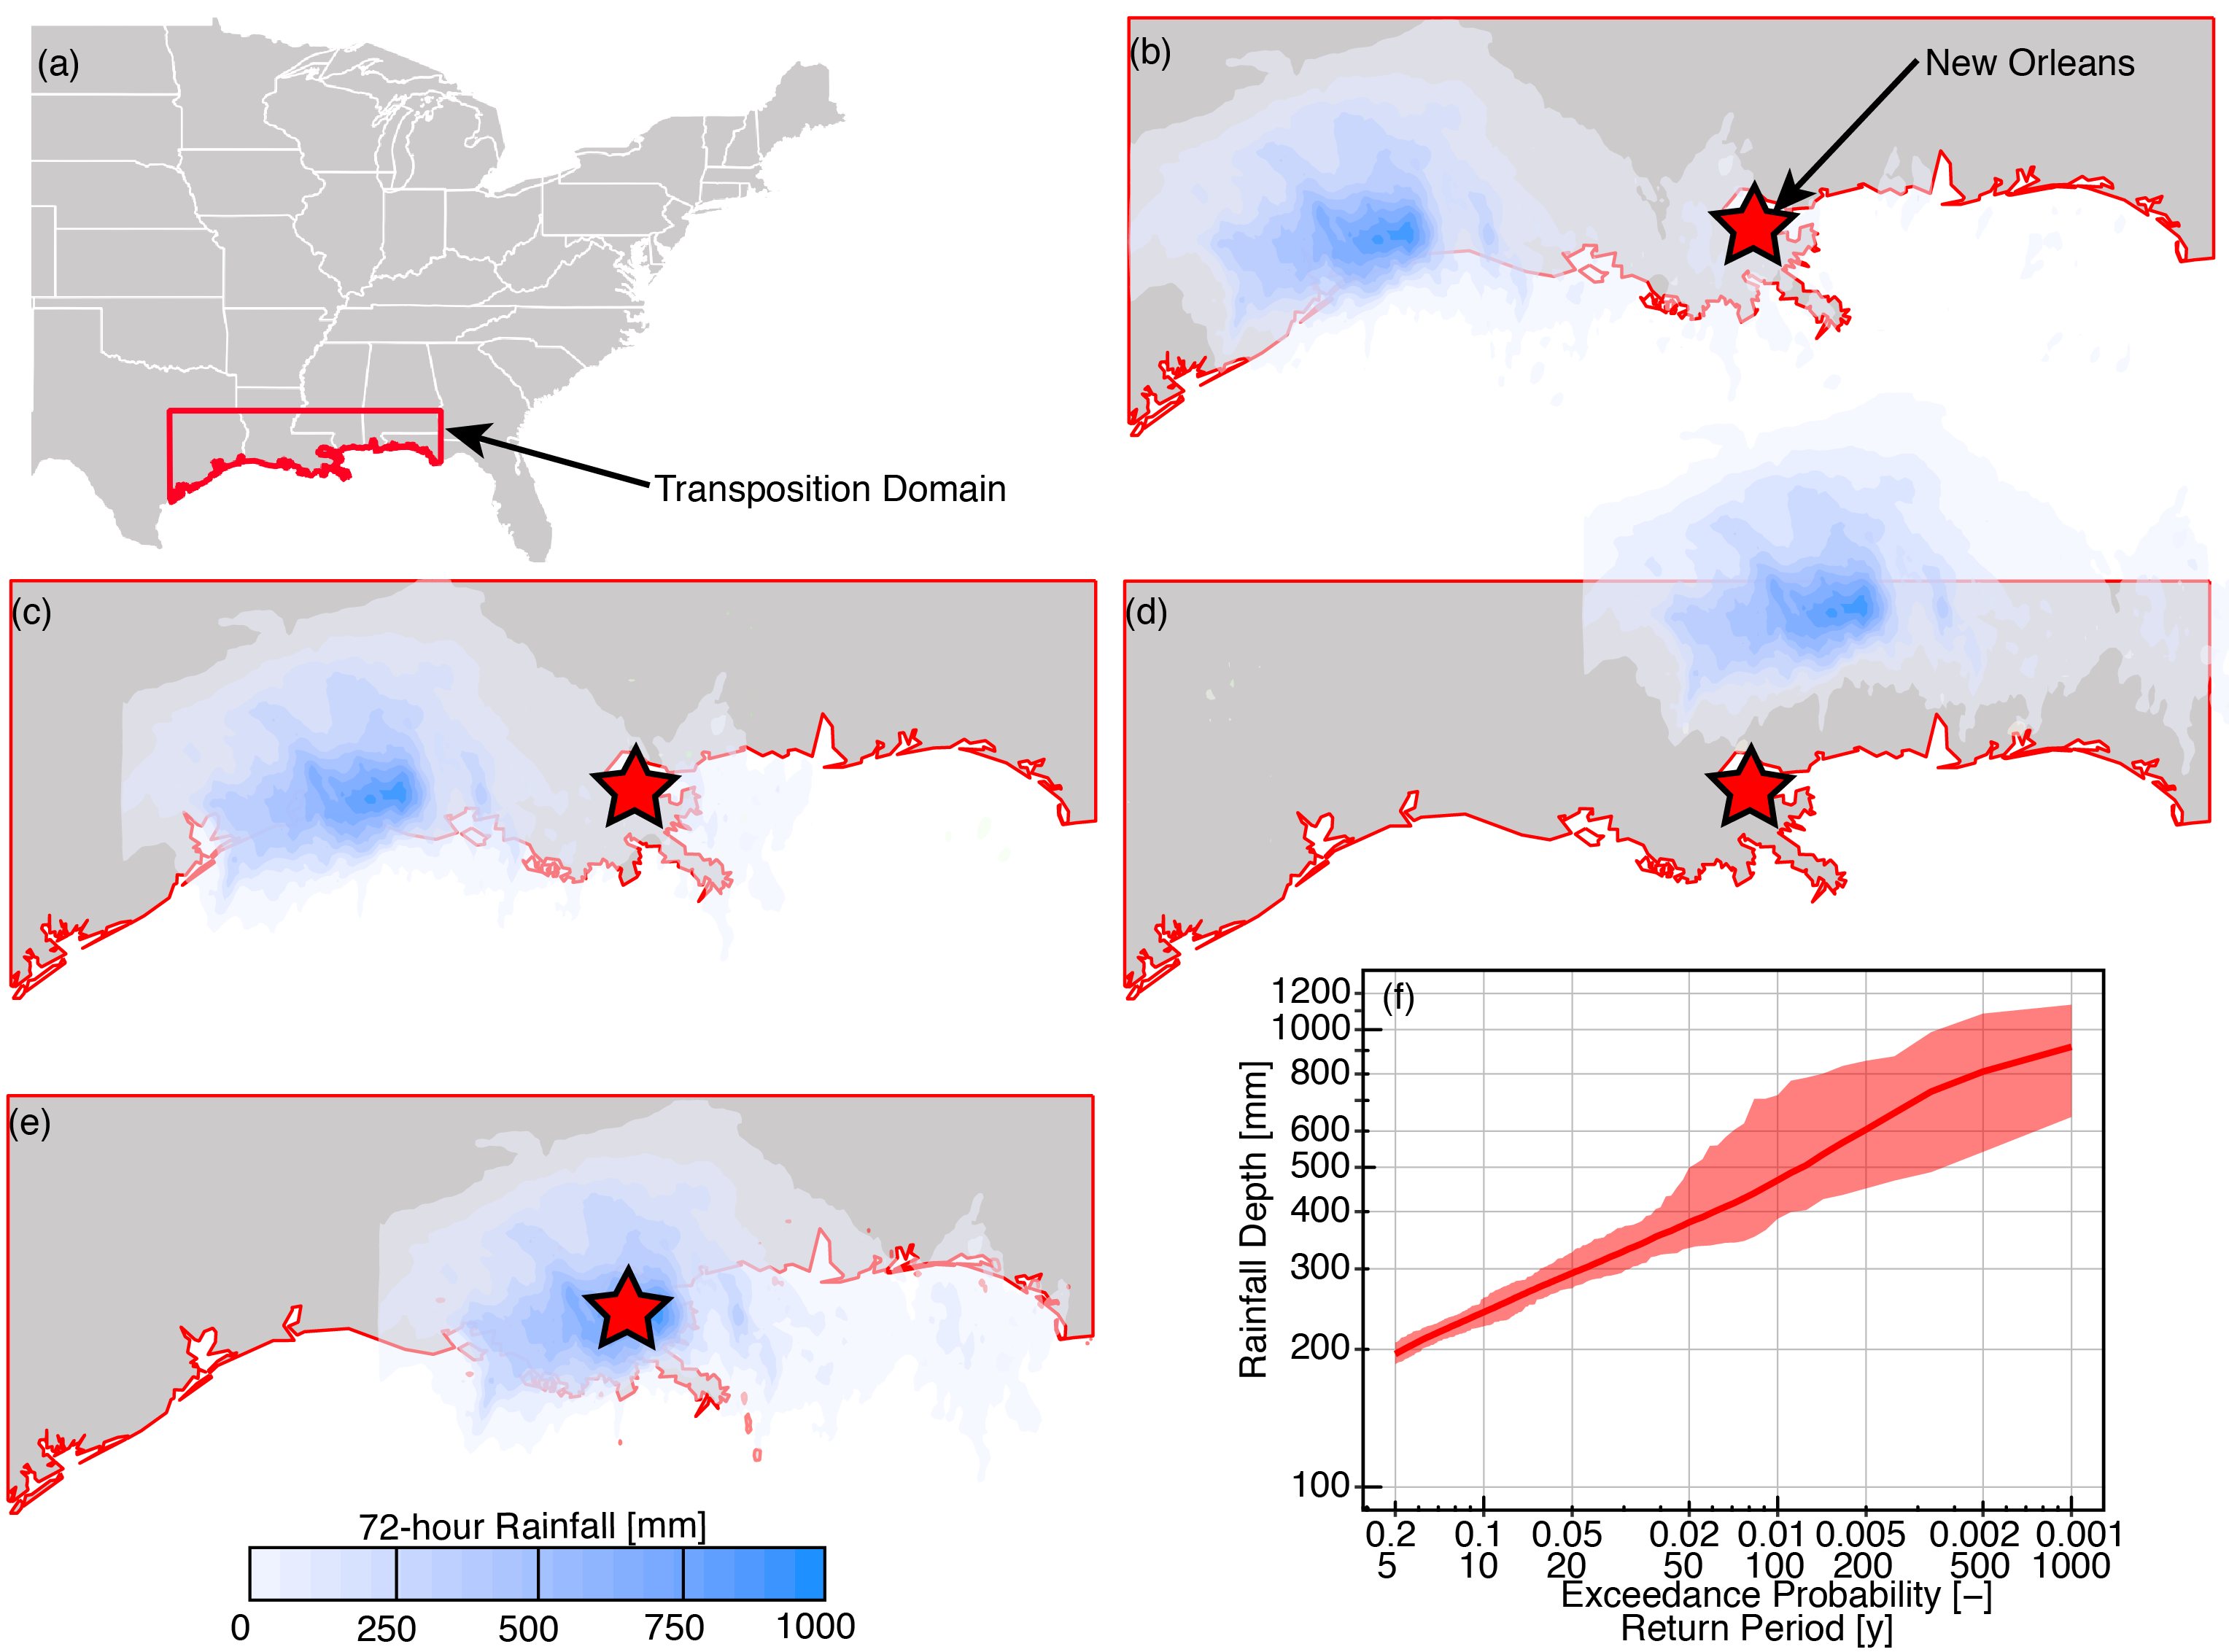 (a)
Transposition Domain
(b)
New Orleans
(c)
(d)
(e)
72-hour Rainfall [mm]
0 250 500 750 1000
(f)
Rainfall Depth [mm]
1200
1000
800
600
500
400
300
200
100
0.2 0.1 0.05 0.02 0.01 0.005 0.002 0.001
5 10 20 50 100 200 500 1000
Exceedance Probability [–]
Return Period [y]